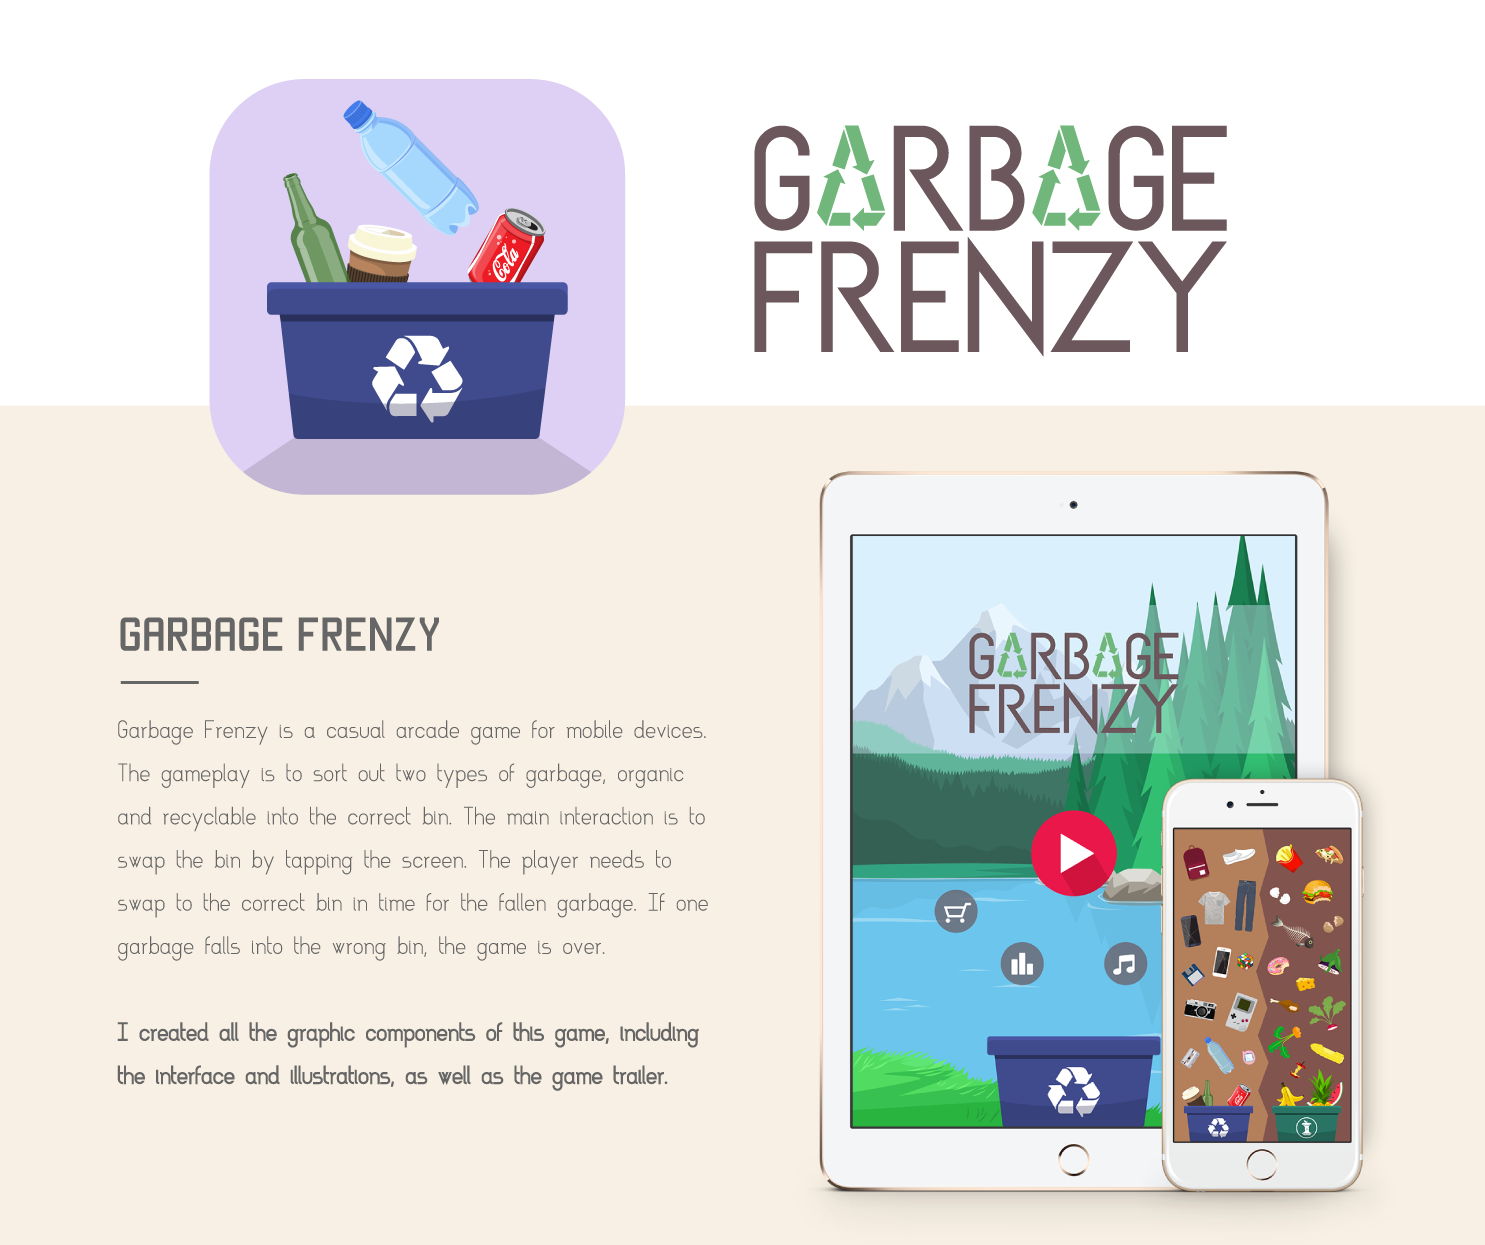 GARBAGE
FRENZY
Cola
GARBAGE FRENZY
Garbage Frenzy is a casual arcade game for mobile devices.
The gameplay is to sort out two types of garbage, organic
and recyclable into the correct bin. The main interaction is to
swap the bin by tapping the screen. The player needs to
swap to the correct bin in time for the fallen garbage. If one
garbage falls into the wrong bin, the game is over.
I created all the graphic components of this game, including
the interface and illustrations, as well as the game trailer.
GARBAGE
FRENZY